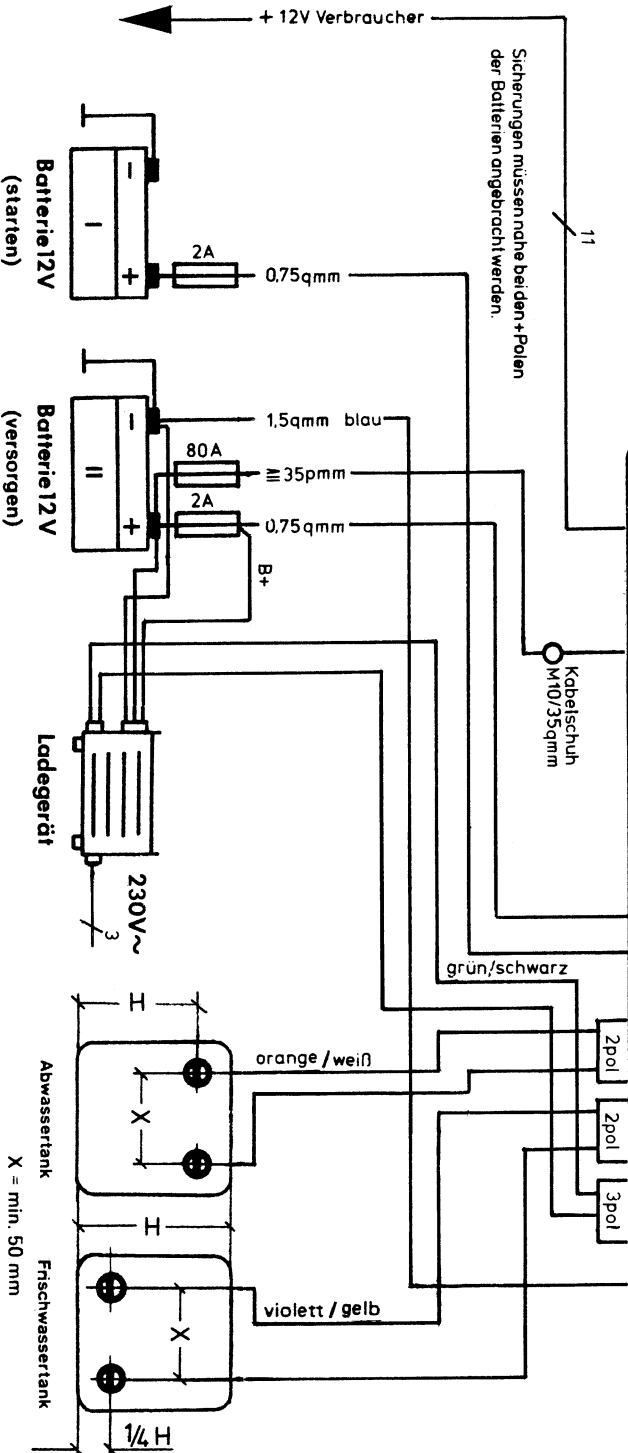 + 12V Verbraucher
Sicherungen müssen nahe bei den + Polen
der Batterien angebracht werden.
11
I
−
+
Batterie 12V
(starten)
2A
0,75qmm
II
−
+
Batterie 12V
(versorgen)
1,5qmm blau
80A
≧35pmm
2A
0,75qmm
B+
Kabelschuh
M10/35qmm
Ladegerät
230V~
3
grün/schwarz
2pol
2pol
3pol
orange/weiß
H
X
Abwassertank
H
X = min. 50 mm
violett/gelb
X
Frischwassertank
1/4 H